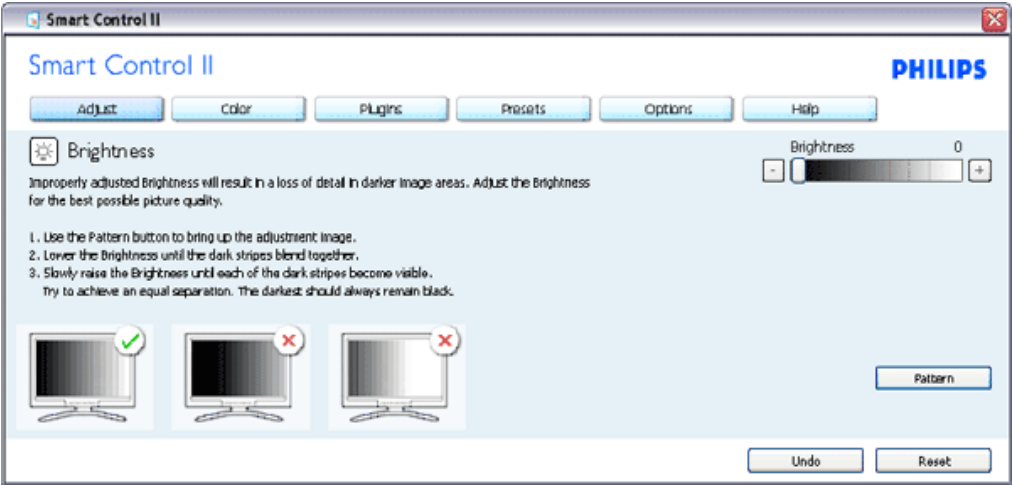 Smart Control II
Smart Control II
PHILIPS
Adjust Color Plugins Presets Options Help
Brightness
Brightness 0
- +
Improperly adjusted Brightness will result in a loss of detail in darker image areas. Adjust the Brightness
for the best possible picture quality.
1. Use the Pattern button to bring up the adjustment image.
2. Lower the Brightness until the dark stripes blend together.
3. Slowly raise the Brightness until each of the dark stripes become visible.
Try to achieve an equal separation. The darkest should always remain black.
Pattern
Undo Reset